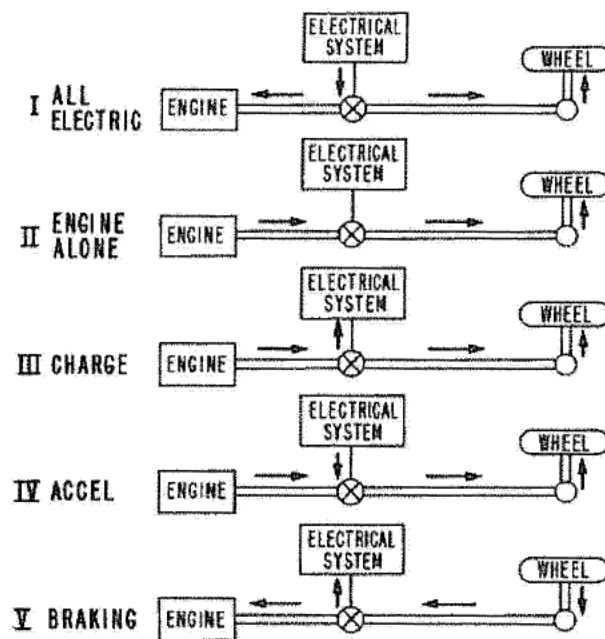 ELECTRICAL
SYSTEM
WHEEL
I ALL
ELECTRIC
ENGINE
ELECTRICAL
SYSTEM
WHEEL
II ENGINE
ALONE
ENGINE
ELECTRICAL
SYSTEM
WHEEL
III CHARGE
ENGINE
ELECTRICAL
SYSTEM
WHEEL
IV ACCEL
ENGINE
ELECTRICAL
SYSTEM
WHEEL
V BRAKING
ENGINE